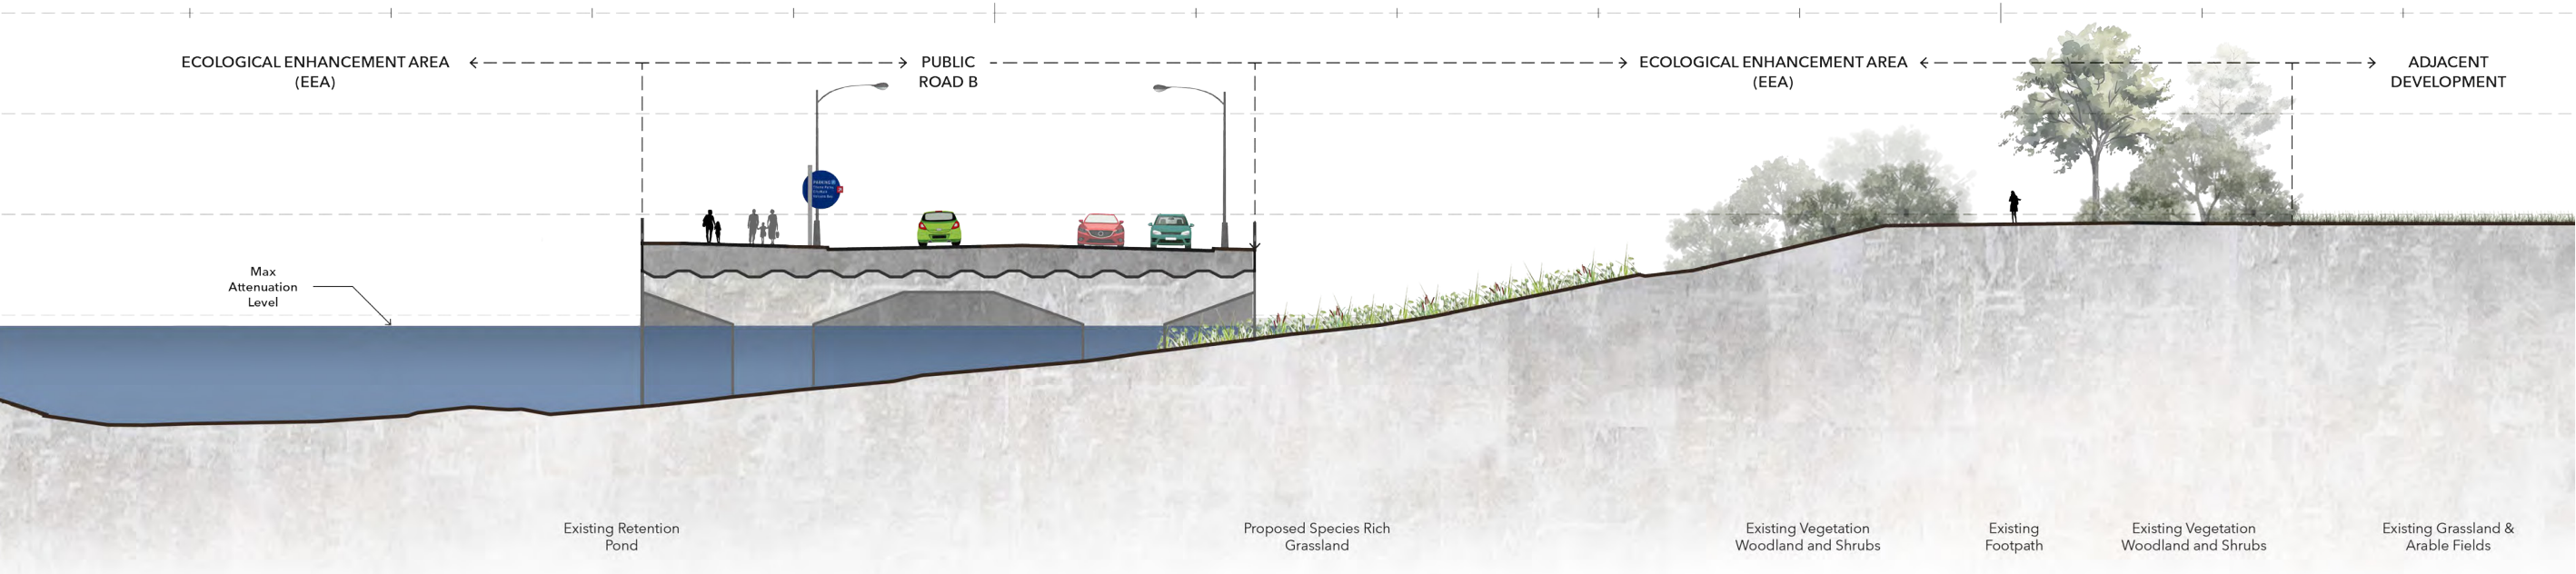 ECOLOGICAL ENHANCEMENT AREA
(EEA)
PUBLIC
ROAD B
ECOLOGICAL ENHANCEMENT AREA
(EEA)
ADJACENT
DEVELOPMENT
PARKING
Max
Attenuation
Level
Existing Retention
Pond
Proposed Species Rich
Grassland
Existing Vegetation
Woodland and Shrubs
Existing
Footpath
Existing Vegetation
Woodland and Shrubs
Existing Grassland &
Arable Fields